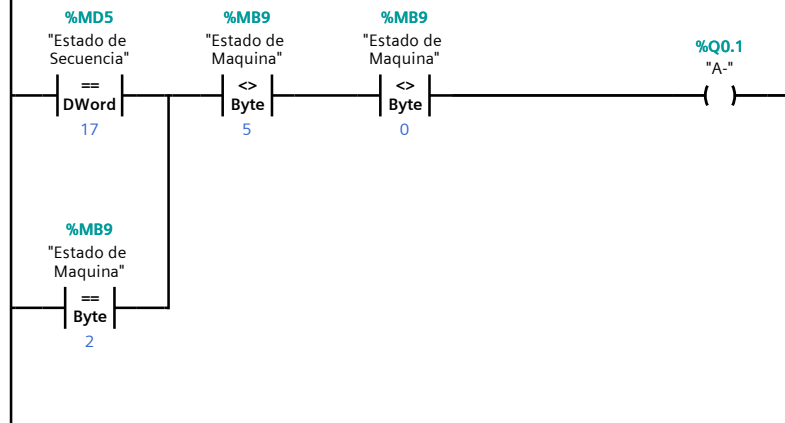 %MD5
"Estado de
Secuencia"
==
DWord
17
%MB9
"Estado de
Maquina"
<>
Byte
5
%MB9
"Estado de
Maquina"
<>
Byte
0
%Q0.1
"A-"
%MB9
"Estado de
Maquina"
==
Byte
2